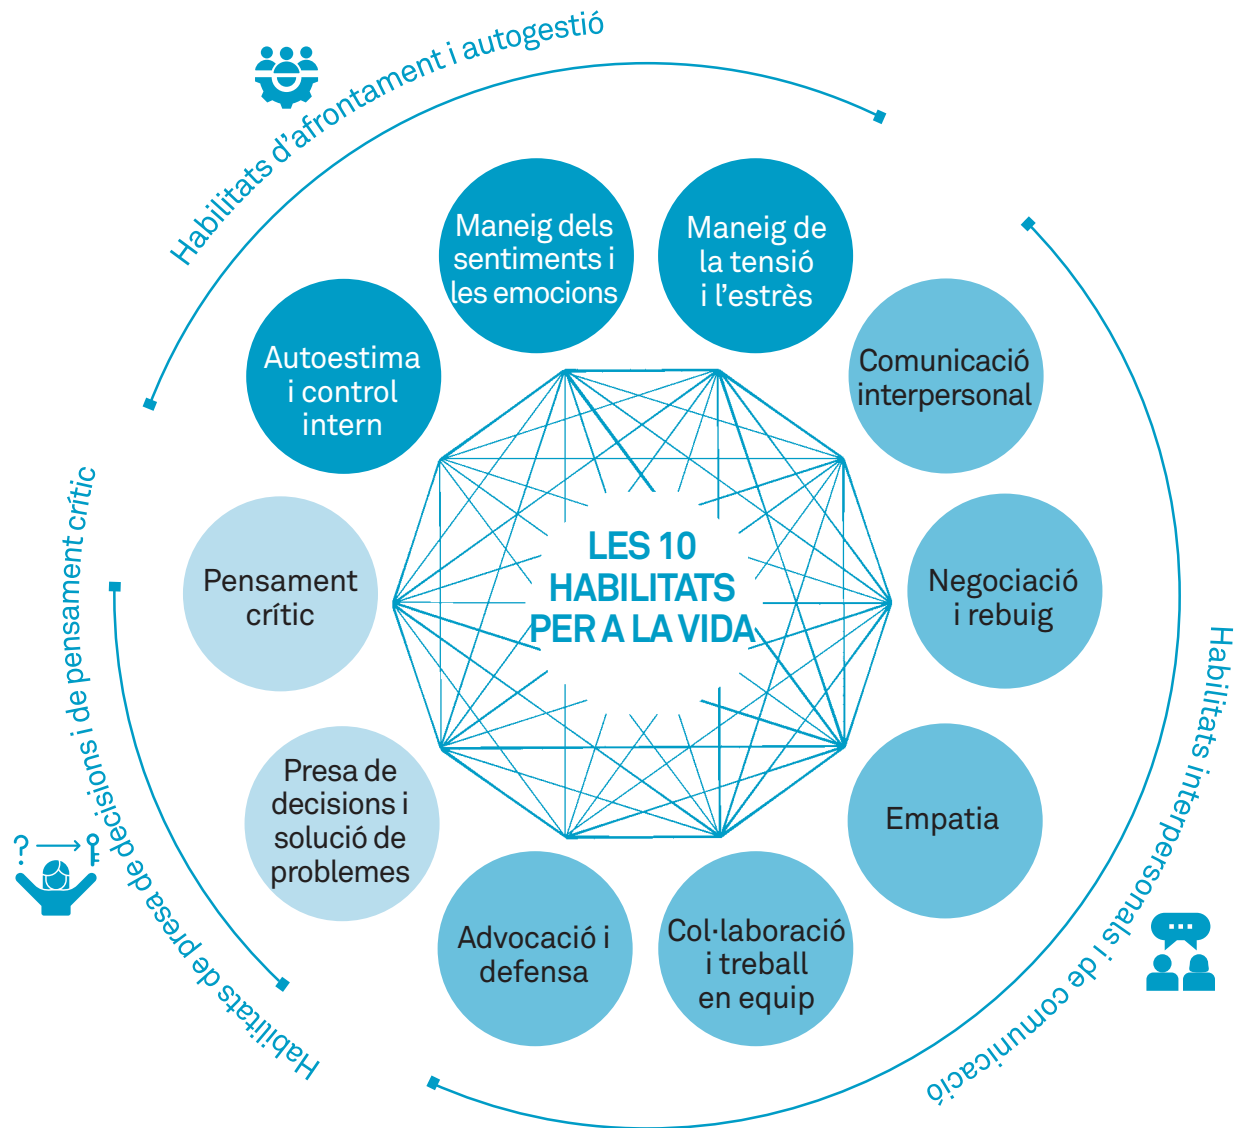 Habilitats d'afrontament i autogestió
Maneig dels
sentiments i
les emocions
Maneig de
la tensió
i l'estrès
Autoestima
i control
intern
Comunicació
interpersonal
Pensament
crític
LES 10
HABILITATS
PER A LA VIDA
Negociació
i rebuig
Presa de
decisions i
solució de
problemes
Empatia
Advocació i
defensa
Col·laboració
i treball
en equip
Habilitats de presa de decisions i de pensament crític
?
Habilitats interpersonals i de comunicació